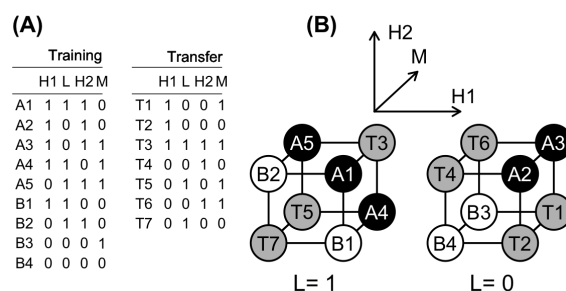 (A)
Training Transfer
H1 L H2 M H1 L H2 M
A1 1 1 1 0 T1 1 0 0 1
A2 1 0 1 0 T2 1 0 0 0
A3 1 0 1 1 T3 1 1 1 1
A4 1 1 0 1 T4 0 0 1 0
A5 0 1 1 1 T5 0 1 0 1
B1 1 1 0 0 T6 0 0 1 1
B2 0 1 1 0 T7 0 1 0 0
B3 0 0 0 1
B4 0 0 0 0
(B)
H2
M
H1
A5 T3
B2 A1
T5 A4
T7 B1
L= 1
T6 A3
T4 A2
B3 T1
B4 T2
L= 0